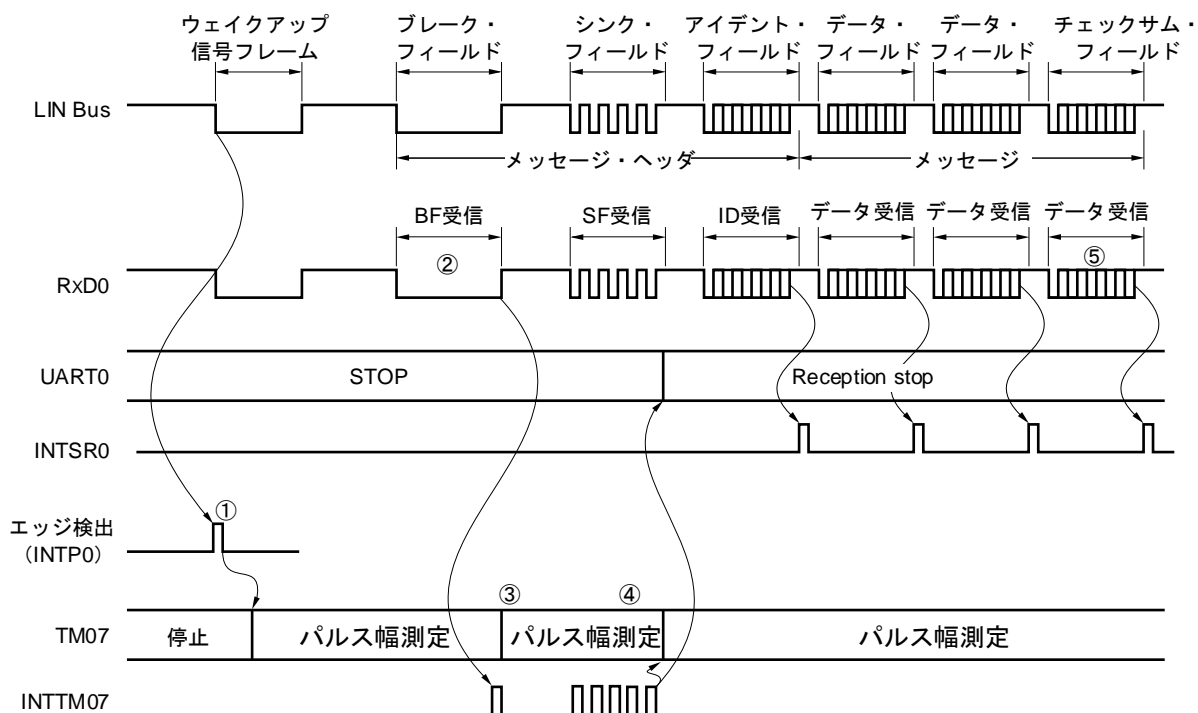 ウェイクアップ
信号フレーム
ブレーク・
フィールド
シンク・
フィールド
アイデント・
フィールド
データ・
フィールド
データ・
フィールド
チェックサム・
フィールド
LIN Bus
メッセージ・ヘッダ
メッセージ
BF受信
SF受信
ID受信
データ受信
データ受信
データ受信
②
⑤
RxD0
UART0
STOP
Reception stop
INTSR0
①
エッジ検出
(INTP0)
③
④
TM07
停止
パルス幅測定
パルス幅測定
パルス幅測定
INTTM07